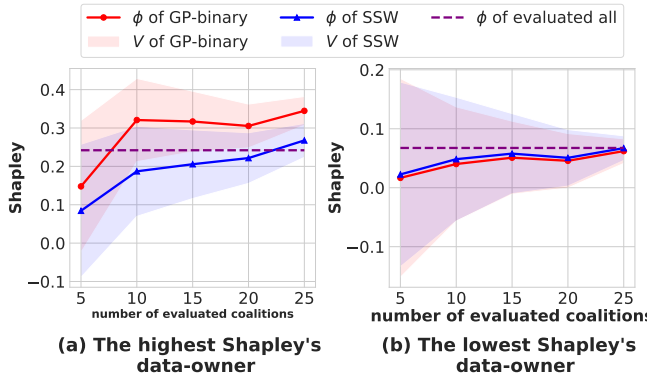 ϕ of GP-binary
ϕ of SSW
ϕ of evaluated all
V of GP-binary
V of SSW
Shapley
0.4
0.3
0.2
0.1
0.0
−0.1
5
10
15
20
25
number of evaluated coalitions
(a) The highest Shapley's
data-owner
Shapley
0.2
0.1
0.0
−0.1
5
10
15
20
25
number of evaluated coalitions
(b) The lowest Shapley's
data-owner